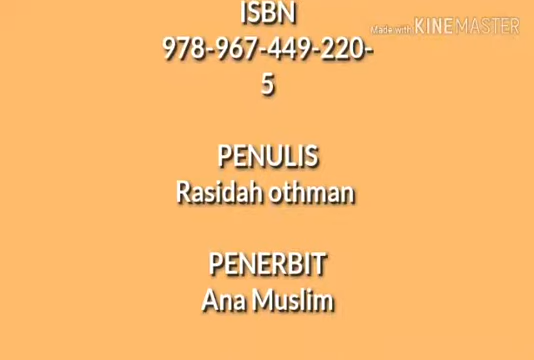 ISBN
Made with KINEMASTER
978-967-449-220-
5
PENULIS
Rasidah othman
PENERBIT
Ana Muslim